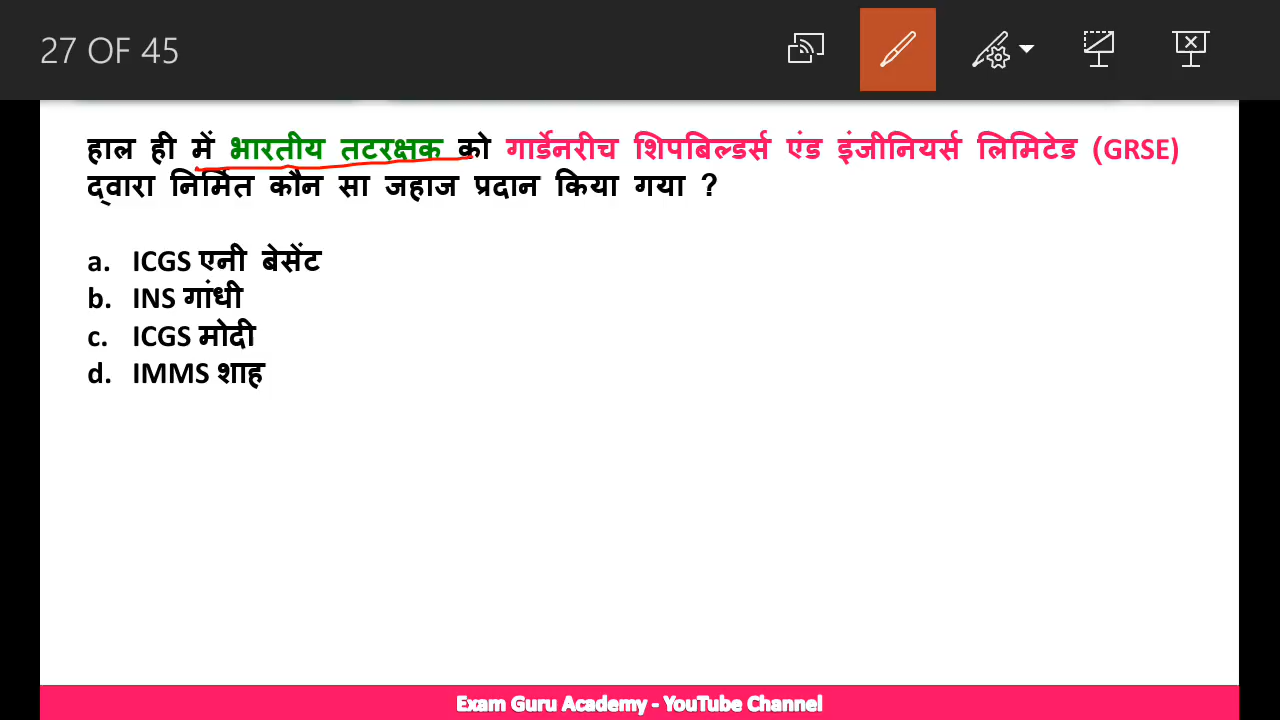 27 OF 45
हाल ही में भारतीय तटरक्षक को गार्डेनरीच शिपबिल्डर्स एंड इंजीनियर्स लिमिटेड (GRSE)
द्वारा निर्मित कौन सा जहाज प्रदान किया गया ?
a. ICGS एनी बेसेंट
b. INS गांधी
c. ICGS मोदी
d. IMMS शाह
Exam Guru Academy - YouTube Channel